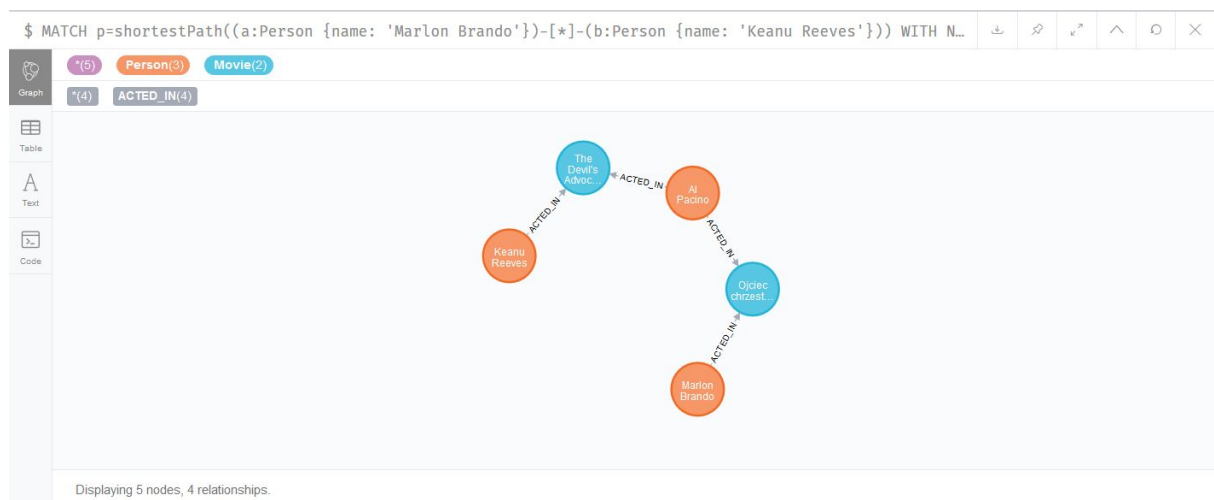 $ MATCH p=shortestPath((a:Person {name: 'Marlon Brando'})-[*]-(b:Person {name: 'Keanu Reeves'})) WITH N…
*(5) Person(3) Movie(2)
Graph
*(4) ACTED_IN(4)
Table
Text
Code
The
Devil's
Advoc...
ACTED_IN
Al
Pacino
ACTED_IN
Keanu
Reeves
ACTED_IN
Ojciec
chrzest...
ACTED_IN
Marlon
Brando
Displaying 5 nodes, 4 relationships.